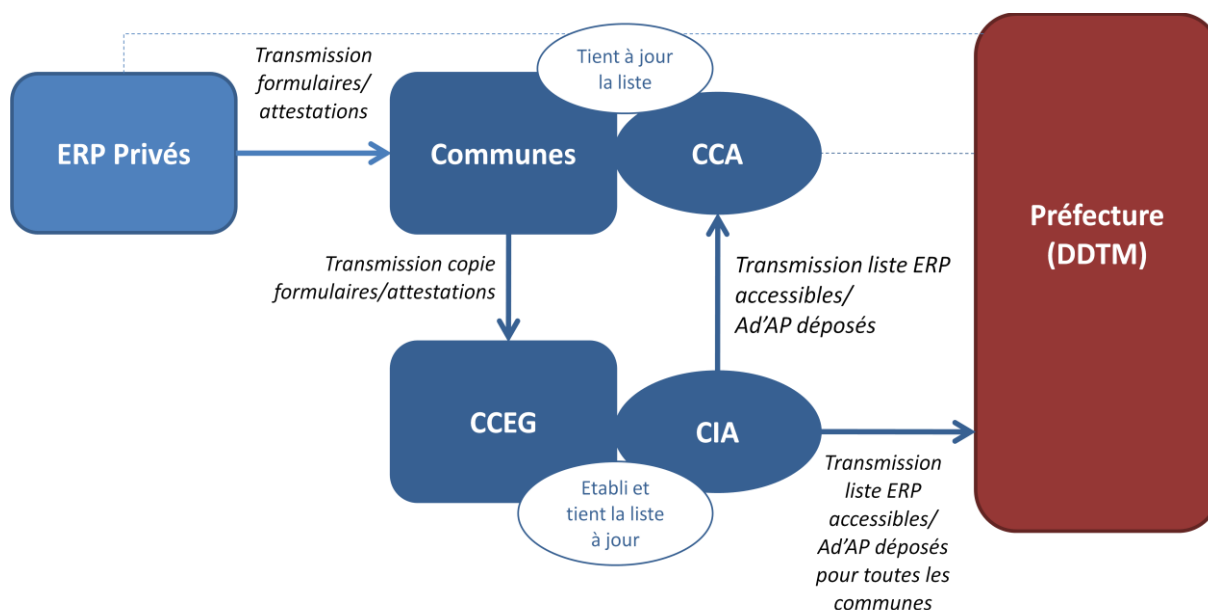 Transmission
formulaires/
attestations
Tient à jour
la liste
ERP Privés
Communes
CCA
Préfecture
(DDTM)
Transmission copie
formulaires/attestations
Transmission liste ERP
accessibles/
Ad’AP déposés
CCEG
CIA
Etabli et
tient la liste
à jour
Transmission
liste ERP
accessibles/
Ad’AP déposés
pour toutes les
communes